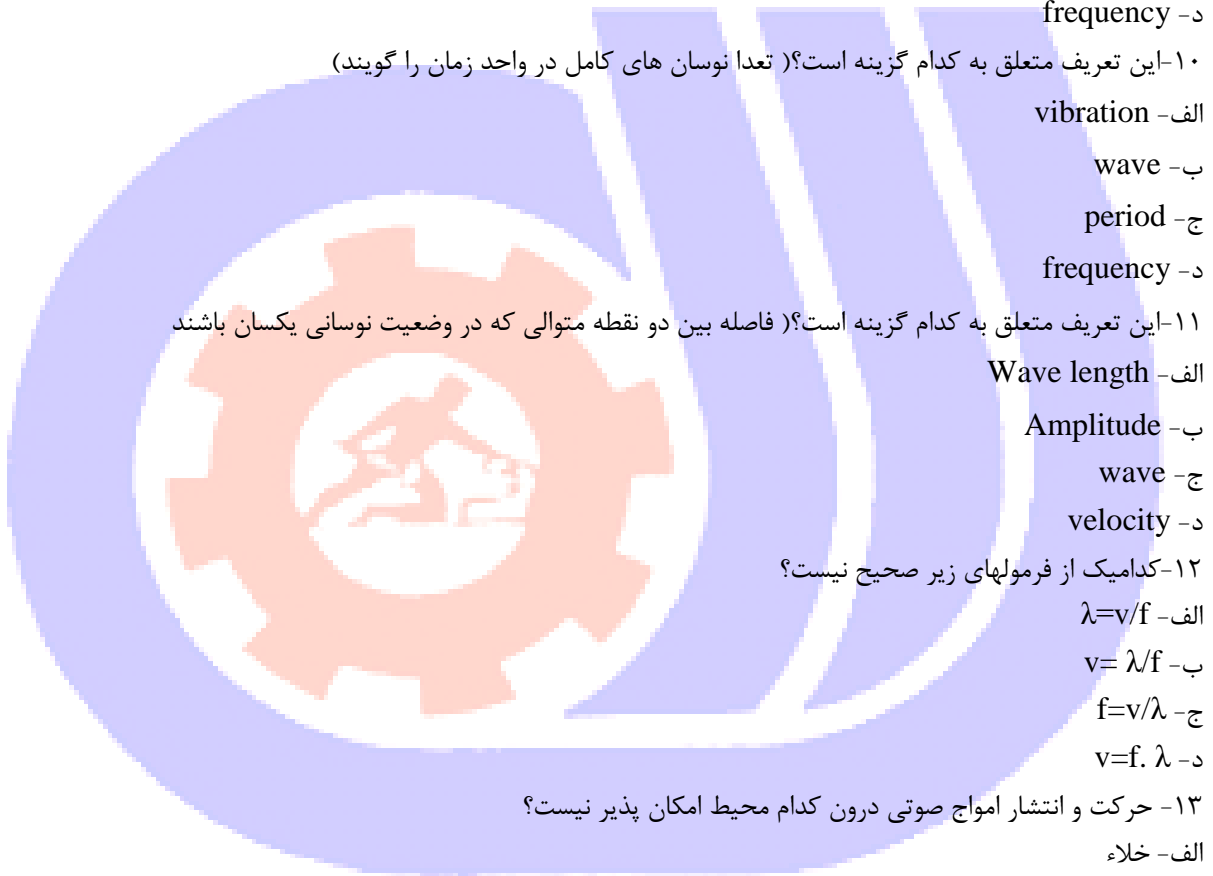 د- frequency
۱۰-این تعریف متعلق به کدام گزینه است؟( تعدا نوسان های کامل در واحد زمان را گویند)
الف- vibration
ب- wave
ج- period
د- frequency
۱۱-این تعریف متعلق به کدام گزینه است؟( فاصله بین دو نقطه متوالی که در وضعیت نوسانی یکسان باشند
الف- Wave length
ب- Amplitude
ج- wave
د- velocity
۱۲-کدامیک از فرمولهای زیر صحیح نیست؟
الف- λ=v/f
ب- v= λ/f
ج- f=v/λ
د- v=f. λ
۱۳- حرکت و انتشار امواج صوتی درون کدام محیط امکان پذیر نیست؟
الف- خلاء